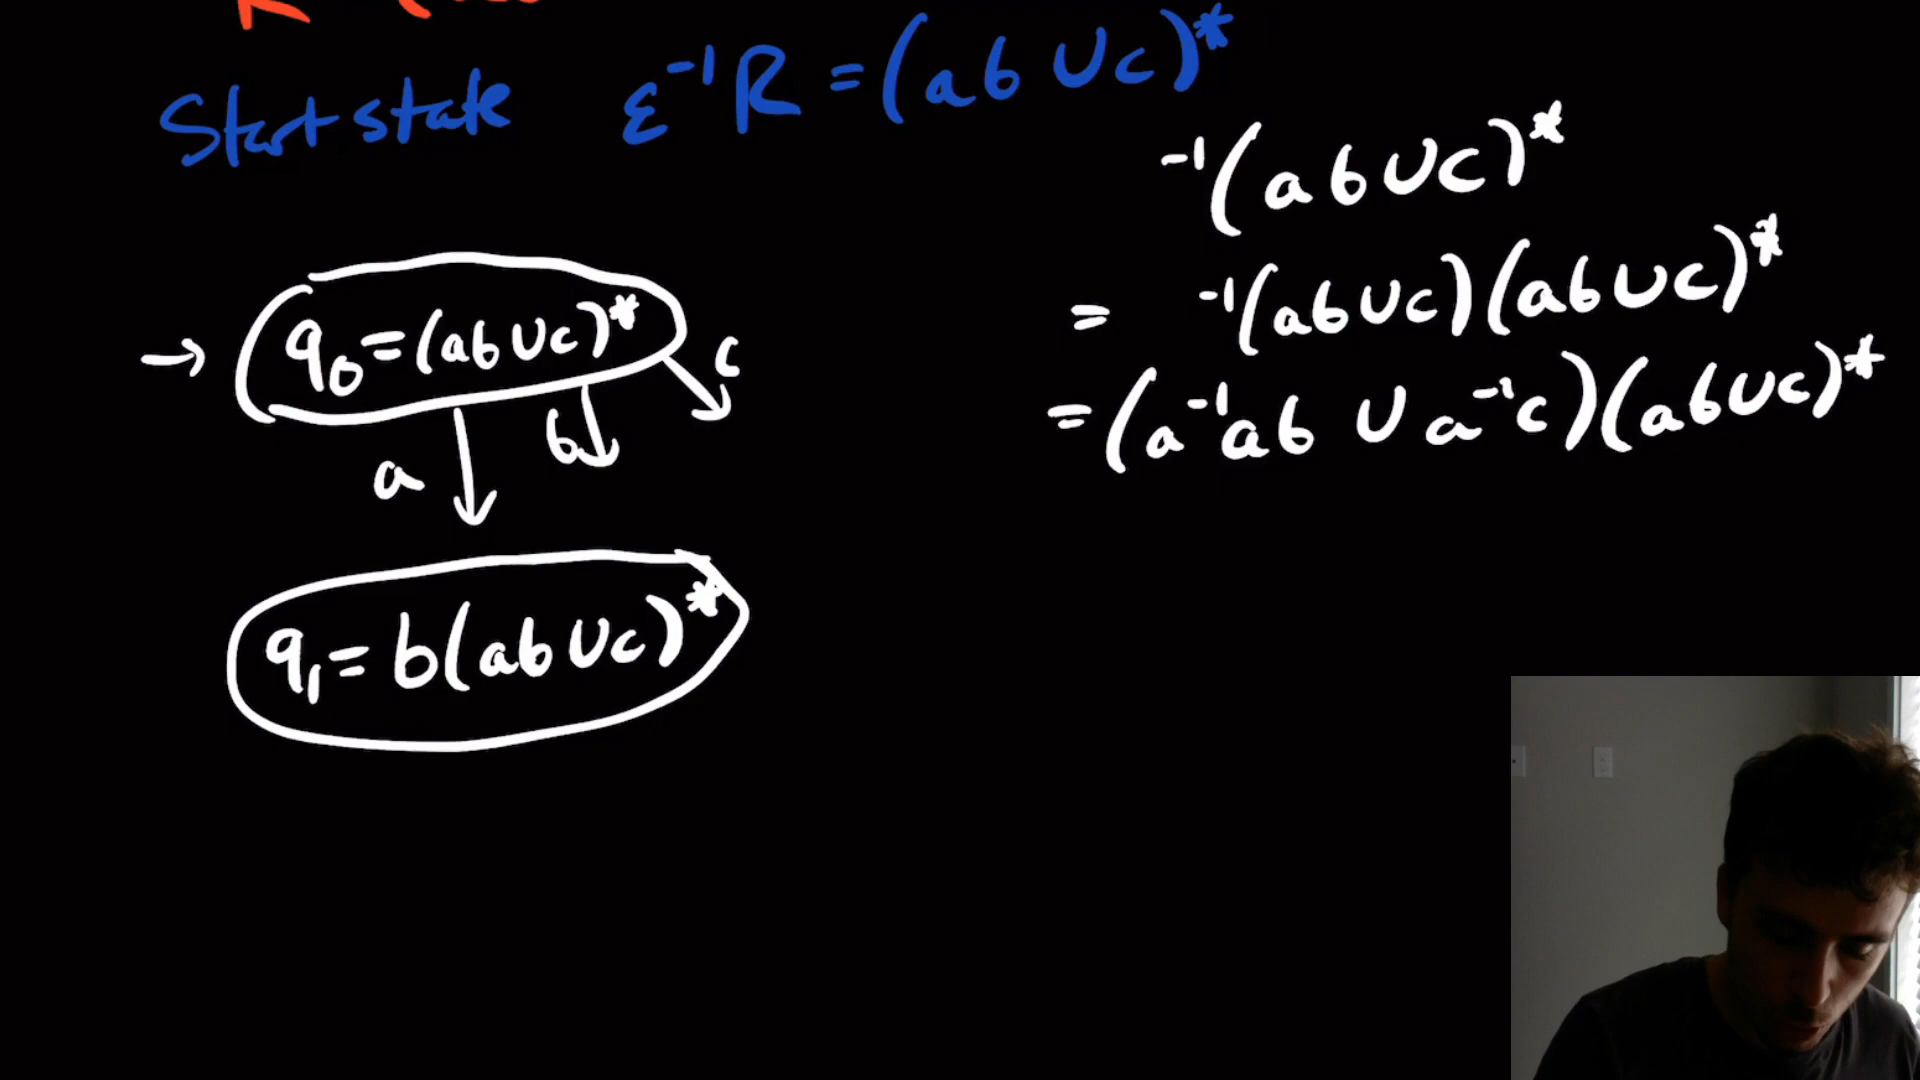 Start state ε⁻¹R = (ab ∪ c)*
⁻¹(ab ∪ c)*
= ⁻¹(ab ∪ c)(ab ∪ c)*
= (a⁻¹ab ∪ a⁻¹c)(ab ∪ c)*
→ q₀ = (ab ∪ c)*
c
b
a
q₁ = b(ab ∪ c)*